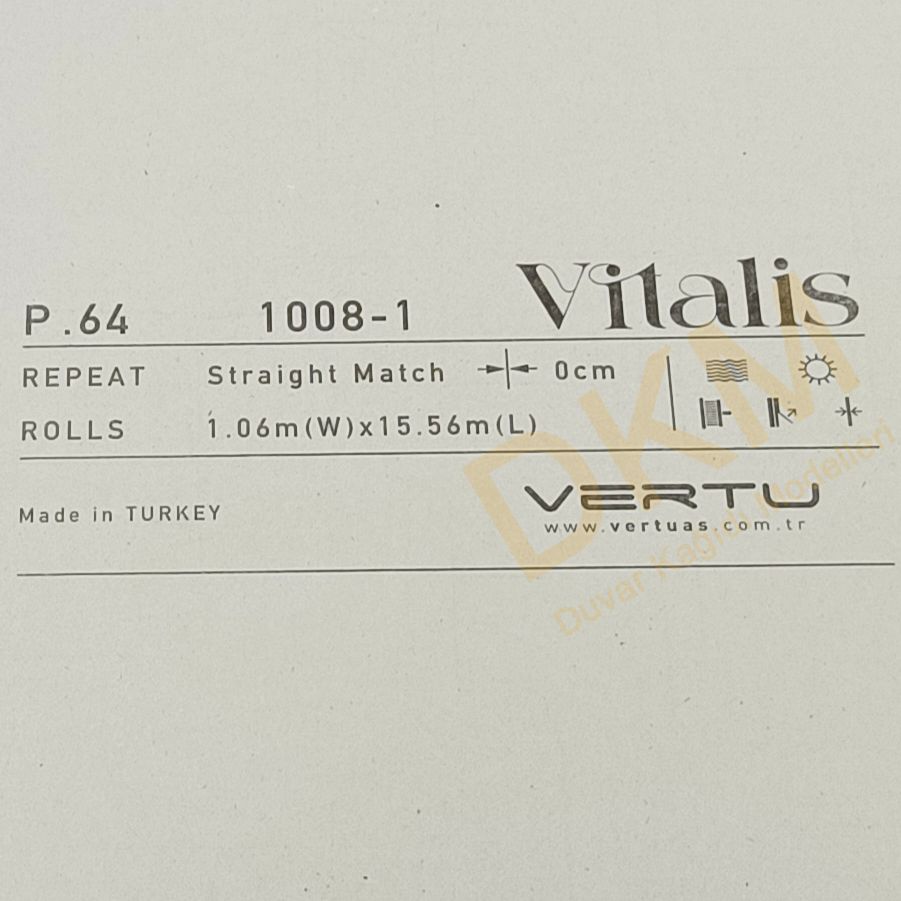 Vitalis
P.64 1008-1
REPEAT Straight Match 0cm
ROLLS 1.06m(W)x15.56m(L)
Made in TURKEY
VERTU
www.vertuas.com.tr
DKM
Duvar Kağıdı Modelleri